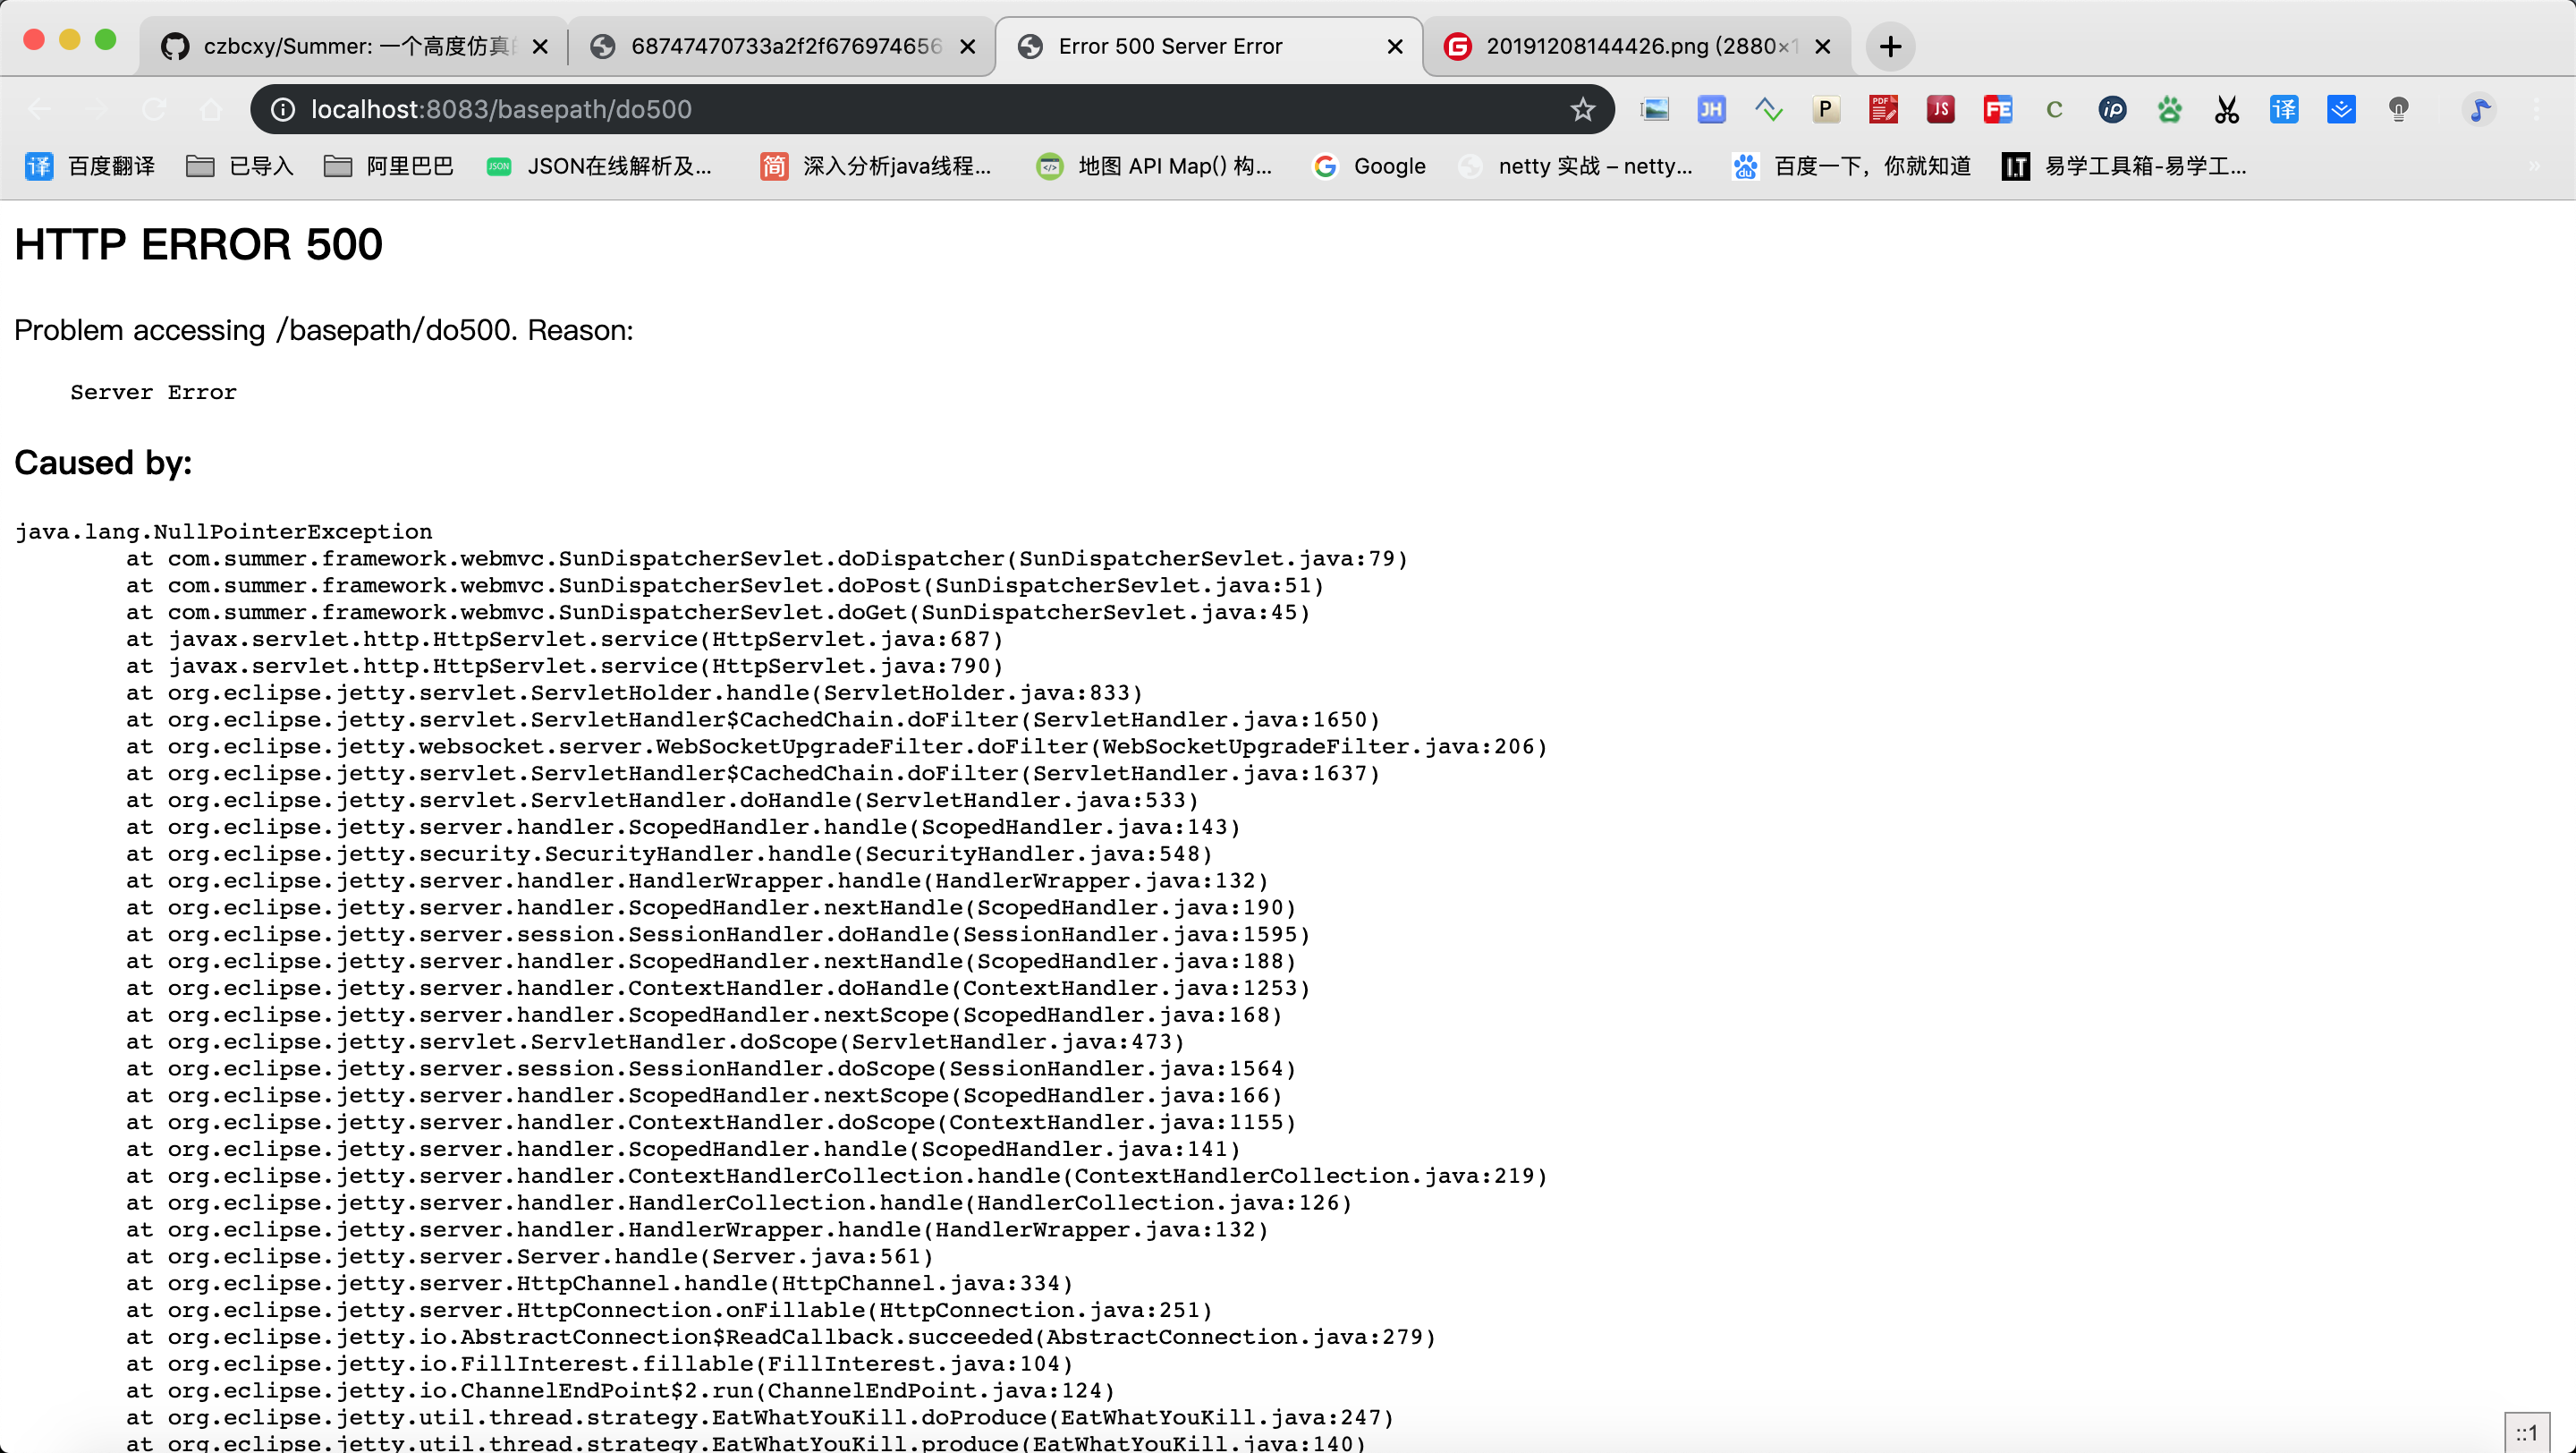 czbcxy/Summer: 一个高度仿真
68747470733a2f2f676974656
Error 500 Server Error
20191208144426.png (2880×1
localhost:8083/basepath/do500
百度翻译
已导入
阿里巴巴
JSON在线解析及...
深入分析java线程...
地图 API Map() 构...
Google
netty 实战 – netty...
百度一下，你就知道
易学工具箱-易学工...
HTTP ERROR 500
Problem accessing /basepath/do500. Reason:
Server Error
Caused by:
java.lang.NullPointerException
at com.summer.framework.webmvc.SunDispatcherSevlet.doDispatcher(SunDispatcherSevlet.java:79)
at com.summer.framework.webmvc.SunDispatcherSevlet.doPost(SunDispatcherSevlet.java:51)
at com.summer.framework.webmvc.SunDispatcherSevlet.doGet(SunDispatcherSevlet.java:45)
at javax.servlet.http.HttpServlet.service(HttpServlet.java:687)
at javax.servlet.http.HttpServlet.service(HttpServlet.java:790)
at org.eclipse.jetty.servlet.ServletHolder.handle(ServletHolder.java:833)
at org.eclipse.jetty.servlet.ServletHandler$CachedChain.doFilter(ServletHandler.java:1650)
at org.eclipse.jetty.websocket.server.WebSocketUpgradeFilter.doFilter(WebSocketUpgradeFilter.java:206)
at org.eclipse.jetty.servlet.ServletHandler$CachedChain.doFilter(ServletHandler.java:1637)
at org.eclipse.jetty.servlet.ServletHandler.doHandle(ServletHandler.java:533)
at org.eclipse.jetty.server.handler.ScopedHandler.handle(ScopedHandler.java:143)
at org.eclipse.jetty.security.SecurityHandler.handle(SecurityHandler.java:548)
at org.eclipse.jetty.server.handler.HandlerWrapper.handle(HandlerWrapper.java:132)
at org.eclipse.jetty.server.handler.ScopedHandler.nextHandle(ScopedHandler.java:190)
at org.eclipse.jetty.server.session.SessionHandler.doHandle(SessionHandler.java:1595)
at org.eclipse.jetty.server.handler.ScopedHandler.nextHandle(ScopedHandler.java:188)
at org.eclipse.jetty.server.handler.ContextHandler.doHandle(ContextHandler.java:1253)
at org.eclipse.jetty.server.handler.ScopedHandler.nextScope(ScopedHandler.java:168)
at org.eclipse.jetty.servlet.ServletHandler.doScope(ServletHandler.java:473)
at org.eclipse.jetty.server.session.SessionHandler.doScope(SessionHandler.java:1564)
at org.eclipse.jetty.server.handler.ScopedHandler.nextScope(ScopedHandler.java:166)
at org.eclipse.jetty.server.handler.ContextHandler.doScope(ContextHandler.java:1155)
at org.eclipse.jetty.server.handler.ScopedHandler.handle(ScopedHandler.java:141)
at org.eclipse.jetty.server.handler.ContextHandlerCollection.handle(ContextHandlerCollection.java:219)
at org.eclipse.jetty.server.handler.HandlerCollection.handle(HandlerCollection.java:126)
at org.eclipse.jetty.server.handler.HandlerWrapper.handle(HandlerWrapper.java:132)
at org.eclipse.jetty.server.Server.handle(Server.java:561)
at org.eclipse.jetty.server.HttpChannel.handle(HttpChannel.java:334)
at org.eclipse.jetty.server.HttpConnection.onFillable(HttpConnection.java:251)
at org.eclipse.jetty.io.AbstractConnection$ReadCallback.succeeded(AbstractConnection.java:279)
at org.eclipse.jetty.io.FillInterest.fillable(FillInterest.java:104)
at org.eclipse.jetty.io.ChannelEndPoint$2.run(ChannelEndPoint.java:124)
at org.eclipse.jetty.util.thread.strategy.EatWhatYouKill.doProduce(EatWhatYouKill.java:247)
at org.eclipse.jetty.util.thread.strategy.EatWhatYouKill.produce(EatWhatYouKill.java:140)
::1